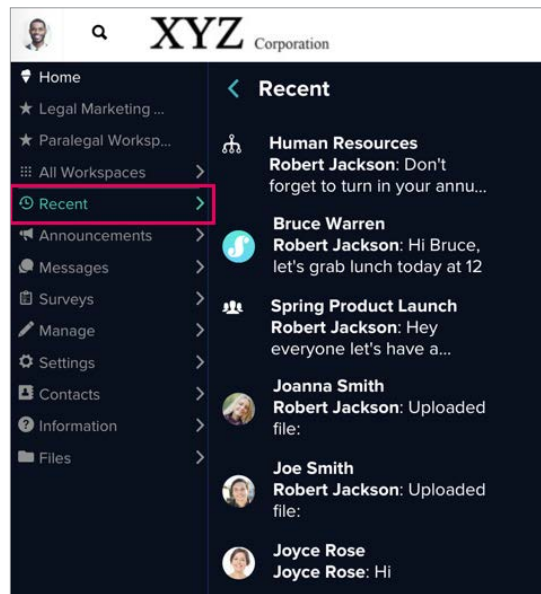 XYZ Corporation
Home
Legal Marketing ...
Paralegal Worksp...
All Workspaces
Recent
Announcements
Messages
Surveys
Manage
Settings
Contacts
Information
Files
Recent
Human Resources
Robert Jackson: Don't
forget to turn in your annu...
Bruce Warren
Robert Jackson: Hi Bruce,
let's grab lunch today at 12
Spring Product Launch
Robert Jackson: Hey
everyone let's have a...
Joanna Smith
Robert Jackson: Uploaded
file:
Joe Smith
Robert Jackson: Uploaded
file:
Joyce Rose
Joyce Rose: Hi